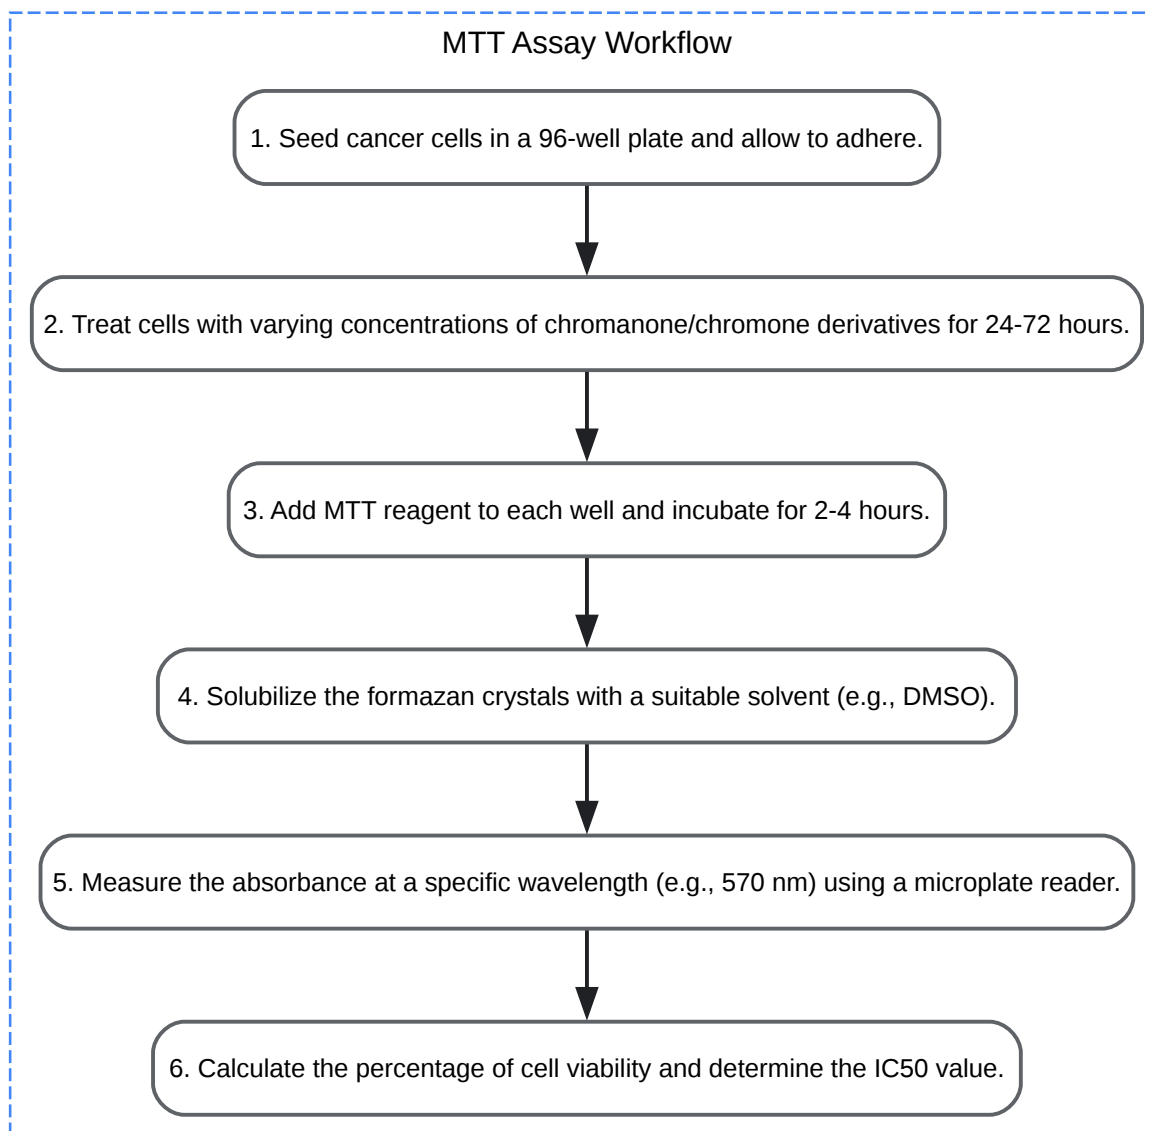 MTT Assay Workflow
1. Seed cancer cells in a 96-well plate and allow to adhere.
2. Treat cells with varying concentrations of chromanone/chromone derivatives for 24-72 hours.
3. Add MTT reagent to each well and incubate for 2-4 hours.
4. Solubilize the formazan crystals with a suitable solvent (e.g., DMSO).
5. Measure the absorbance at a specific wavelength (e.g., 570 nm) using a microplate reader.
6. Calculate the percentage of cell viability and determine the IC50 value.